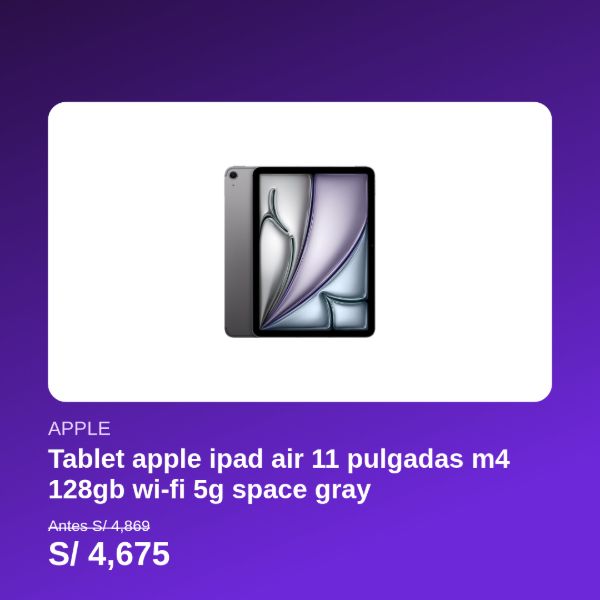 APPLE
Tablet apple ipad air 11 pulgadas m4
128gb wi-fi 5g space gray
Antes S/ 4,869
S/ 4,675